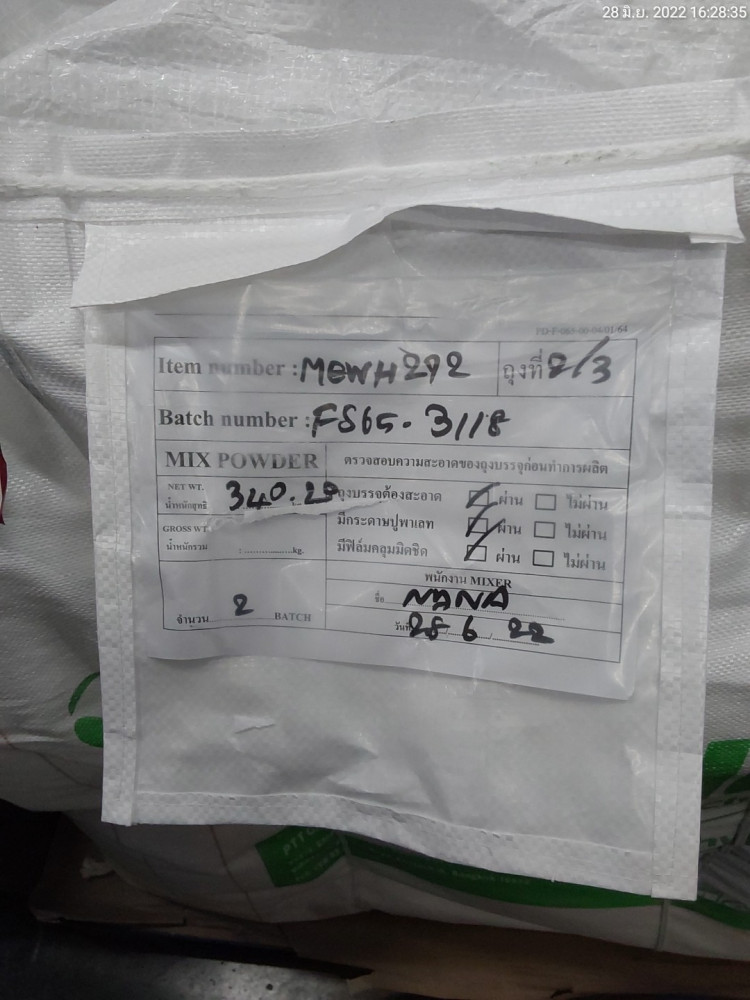 28 มิ.ย. 2022 16:28:35
PD-F-065-00-04/01/64
Item number : MEWH292 ถุงที่ 2/3
Batch number : FS65-3118
MIX POWDER ตรวจสอบความสะอาดของถุงบรรจุก่อนทำการผลิต
NET WT. น้ำหนักสุทธิ 340.20 ถุงบรรจุต้องสะอาด ผ่าน ไม่ผ่าน
มีกระดาษปูพาเลท ผ่าน ไม่ผ่าน
GROSS WT. น้ำหนักรวม :................kg. มีฟิล์มคลุมมิดชิด ผ่าน ไม่ผ่าน
พนักงาน MIXER
ชื่อ NANA
จำนวน 2 BATCH วันที่ 28/6/22
Bangkok